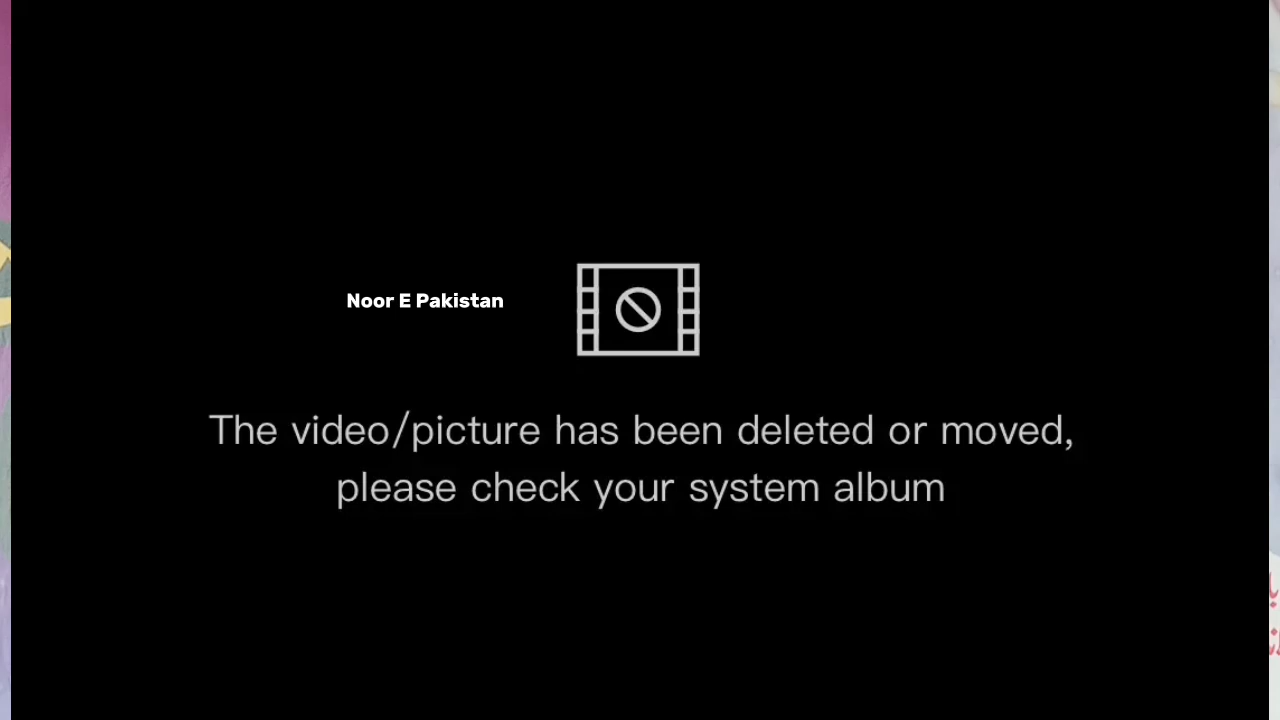 Noor E Pakistan
The video/picture has been deleted or moved,
please check your system album